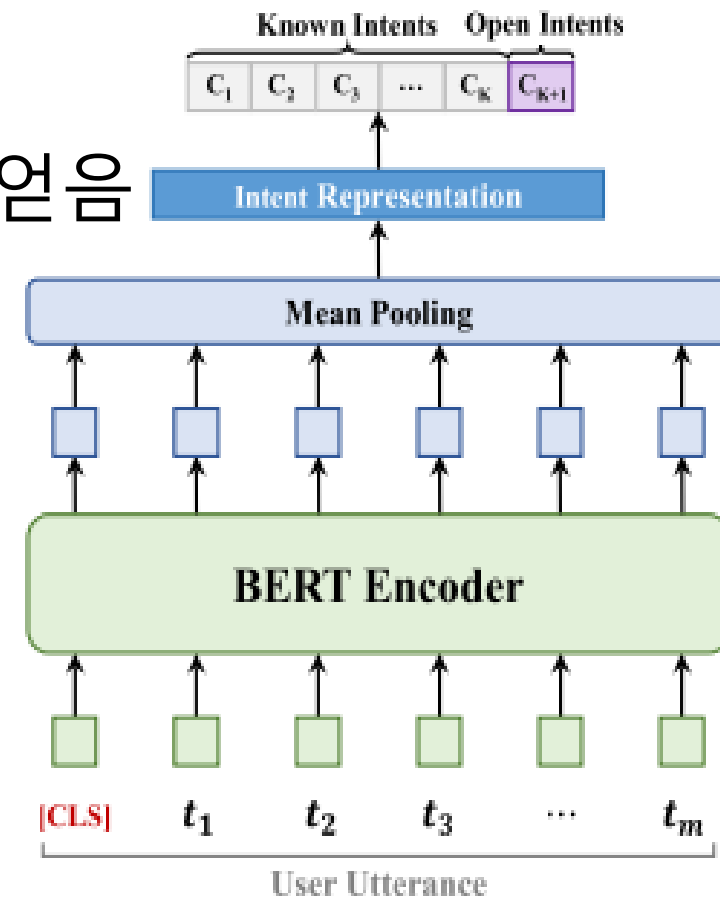 Known Intents Open Intents
C1 C2 C3 ... CK CK+1
얻음
Intent Representation
Mean Pooling
BERT Encoder
[CLS] t1 t2 t3 ... tm
User Utterance